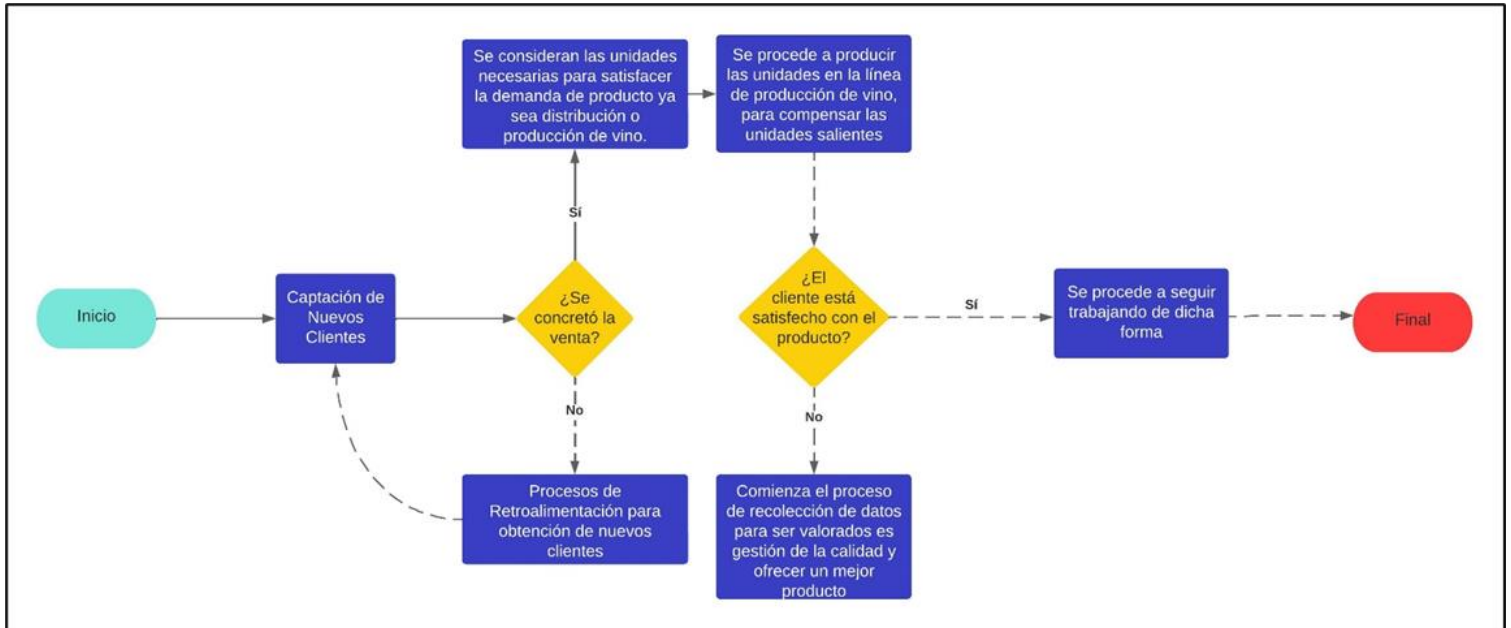 Se consideran las unidades
necesarias para satisfacer
la demanda de producto ya
sea distribución o
producción de vino.
Se procede a producir
las unidades en la línea
de producción de vino,
para compensar las
unidades salientes
Sí
Inicio
Captación de
Nuevos
Clientes
¿Se
concretó la
venta?
¿El
cliente está
satisfecho con el
producto?
Sí
Se procede a seguir
trabajando de dicha
forma
Final
No
No
Procesos de
Retroalimentación para
obtención de nuevos
clientes
Comienza el proceso
de recolección de datos
para ser valorados es
gestión de la calidad y
ofrecer un mejor
producto